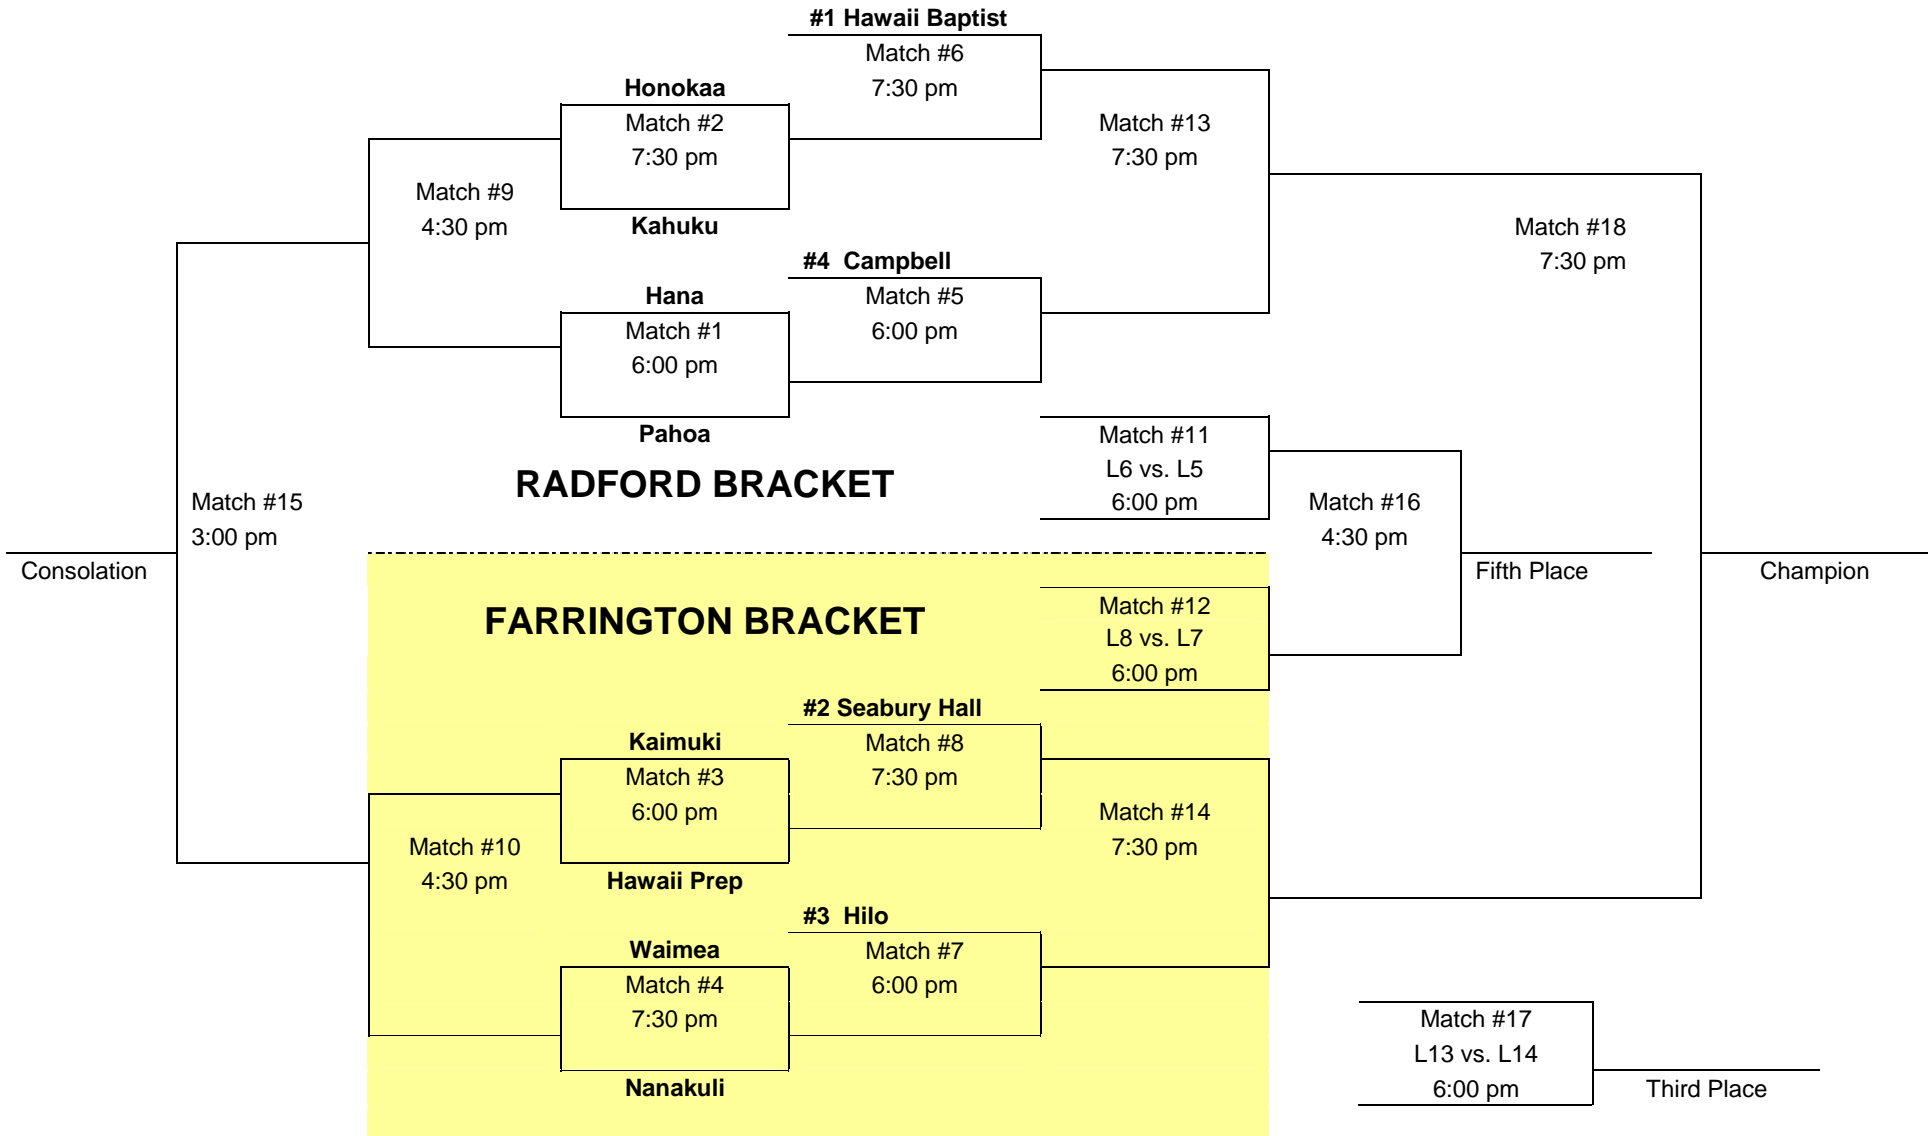 #1 Hawaii Baptist
Match #6
7:30 pm
Honokaa
Match #2
7:30 pm
Kahuku
Match #13
7:30 pm
Match #9
4:30 pm
Match #18
7:30 pm
#4  Campbell
Match #5
6:00 pm
Hana
Match #1
6:00 pm
Pahoa
Match #11
L6 vs. L5
6:00 pm
RADFORD BRACKET
Match #15
3:00 pm
Match #16
4:30 pm
Consolation
Fifth Place
Champion
FARRINGTON BRACKET
Match #12
L8 vs. L7
6:00 pm
#2 Seabury Hall
Match #8
7:30 pm
Kaimuki
Match #3
6:00 pm
Hawaii Prep
Match #14
7:30 pm
Match #10
4:30 pm
#3  Hilo
Match #7
6:00 pm
Waimea
Match #4
7:30 pm
Nanakuli
Match #17
L13 vs. L14
6:00 pm
Third Place